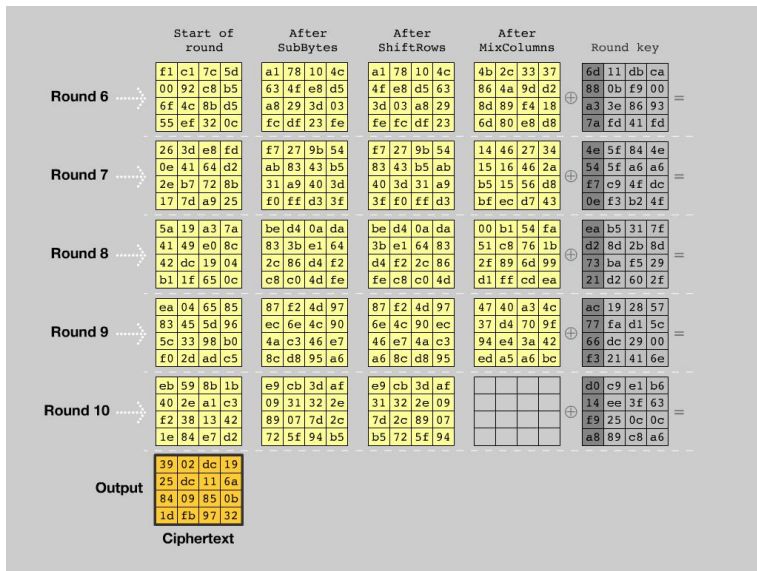 Start of round After SubBytes After ShiftRows After MixColumns Round key
Round 6
f1 c1 7c 5d a1 78 10 4c a1 78 10 4c 4b 2c 33 37 6d 11 db ca
00 92 c8 b5 63 4f e8 d5 4f e8 d5 63 86 4a 9d d2 ⊕ 88 0b f9 00 =
6f 4c 8b d5 a8 29 3d 03 3d 03 a8 29 8d 89 f4 18 a3 3e 86 93
55 ef 32 0c fc df 23 fe fe fc df 23 6d 80 e8 d8 7a fd 41 fd
Round 7
26 3d e8 fd f7 27 9b 54 f7 27 9b 54 14 46 27 34 4e 5f 84 4e
0e 41 64 d2 ab 83 43 b5 83 43 b5 ab 15 16 46 2a ⊕ 54 5f a6 a6 =
2e b7 72 8b 31 a9 40 3d 40 3d 31 a9 b5 15 56 d8 f7 c9 4f dc
17 7d a9 25 f0 ff d3 3f 3f f0 ff d3 bf ec d7 43 0e f3 b2 4f
Round 8
5a 19 a3 7a be d4 0a da be d4 0a da 00 b1 54 fa ea b5 31 7f
41 49 e0 8c 83 3b e1 64 3b e1 64 83 51 c8 76 1b ⊕ d2 8d 2b 8d =
42 dc 19 04 2c 86 d4 f2 d4 f2 2c 86 2f 89 6d 99 73 ba f5 29
b1 1f 65 0c c8 c0 4d fe fe c8 c0 4d d1 ff cd ea 21 d2 60 2f
Round 9
ea 04 65 85 87 f2 4d 97 87 f2 4d 97 47 40 a3 4c ac 19 28 57
83 45 5d 96 ec 6e 4c 90 6e 4c 90 ec 37 d4 70 9f ⊕ 77 fa d1 5c =
5c 33 98 b0 4a c3 46 e7 46 e7 4a c3 94 e4 3a 42 66 dc 29 00
f0 2d ad c5 8c d8 95 a6 a6 8c d8 95 ed a5 a6 bc f3 21 41 6e
Round 10
eb 59 8b 1b e9 cb 3d af e9 cb 3d af d0 c9 e1 b6
40 2e a1 c3 09 31 32 2e 31 32 2e 09 ⊕ 14 ee 3f 63 =
f2 38 13 42 89 07 7d 2c 7d 2c 89 07 f9 25 0c 0c
1e 84 e7 d2 72 5f 94 b5 b5 72 5f 94 a8 89 c8 a6
Output
39 02 dc 19
25 dc 11 6a
84 09 85 0b
1d fb 97 32
Ciphertext